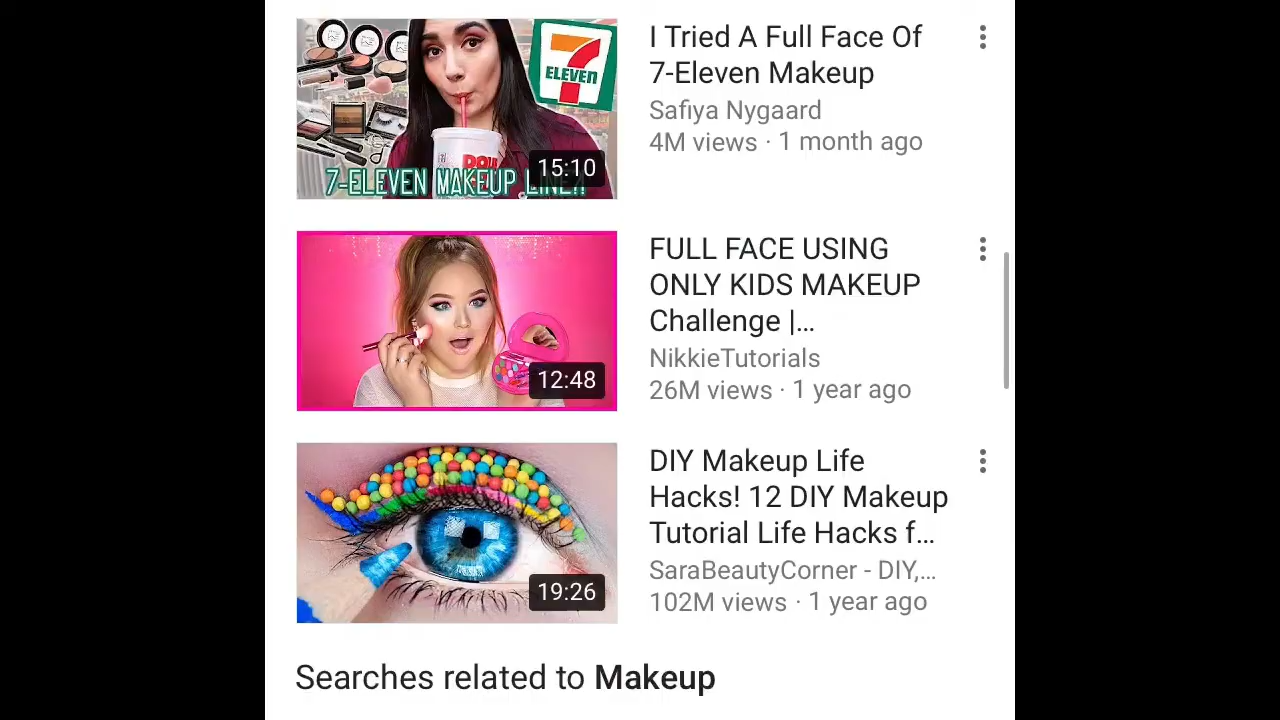 I Tried A Full Face Of
7-Eleven Makeup
Safiya Nygaard
4M views · 1 month ago
ELEVEN
15:10
7-ELEVEN MAKEUP LINE?!
FULL FACE USING
ONLY KIDS MAKEUP
Challenge |...
NikkieTutorials
26M views · 1 year ago
12:48
DIY Makeup Life
Hacks! 12 DIY Makeup
Tutorial Life Hacks f...
SaraBeautyCorner - DIY,...
102M views · 1 year ago
19:26
Searches related to Makeup